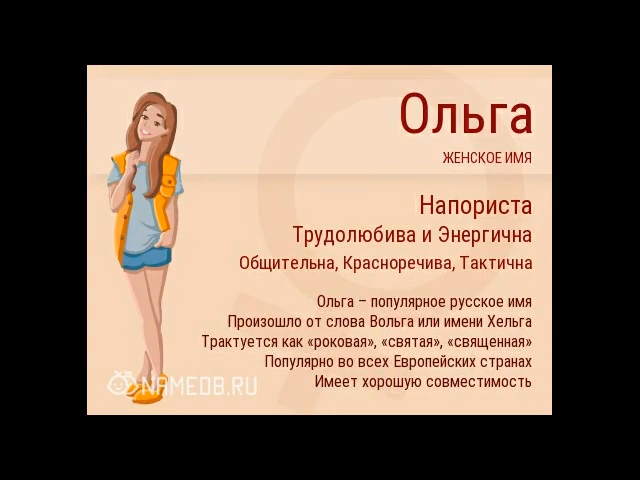 Ольга
ЖЕНСКОЕ ИМЯ
Напориста
Трудолюбива и Энергична
Общительна, Красноречива, Тактична
Ольга – популярное русское имя
Произошло от слова Вольга или имени Хельга
Трактуется как «роковая», «святая», «священная»
Популярно во всех Европейских странах
Имеет хорошую совместимость
NAMEDB.RU